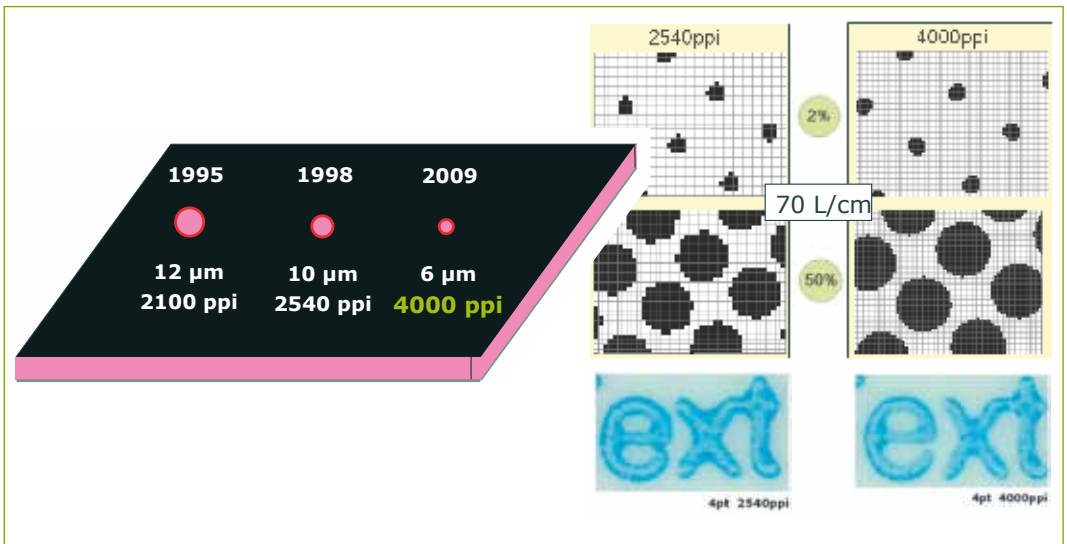 1995
12 µm
2100 ppi
1998
10 µm
2540 ppi
2009
6 µm
4000 ppi
2540ppi
4000ppi
2%
70 L/cm
50%
ext
4pt 2540ppi
ext
4pt 4000ppi